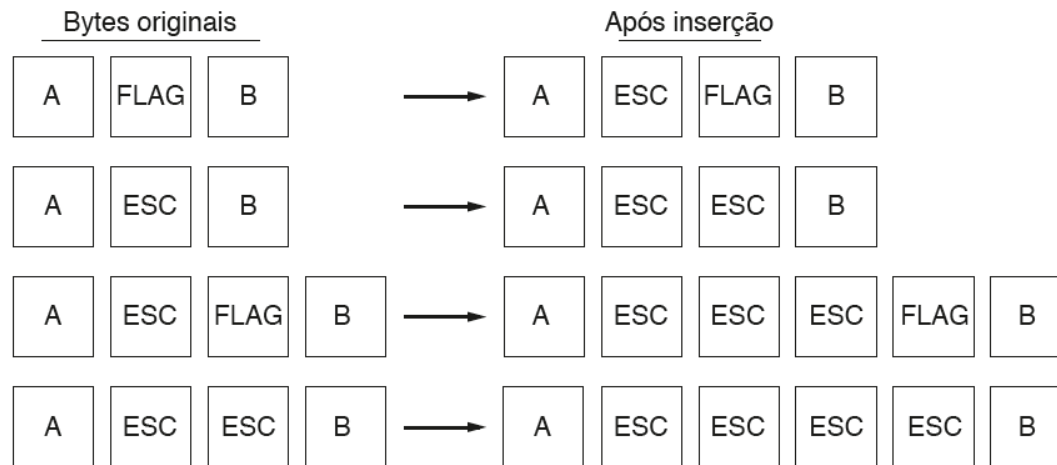 Bytes originais Após inserção
A FLAG B A ESC FLAG B
A ESC B A ESC ESC B
A ESC FLAG B A ESC ESC ESC FLAG B
A ESC ESC B A ESC ESC ESC ESC B